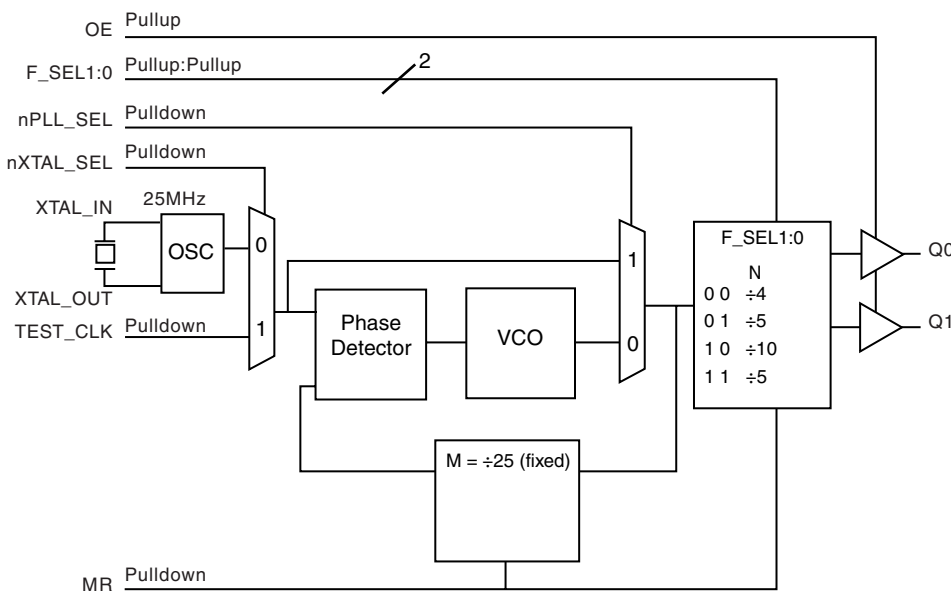 OE Pullup
F_SEL1:0 Pullup:Pullup 2
nPLL_SEL Pulldown
nXTAL_SEL Pulldown
XTAL_IN 25MHz
OSC
XTAL_OUT
TEST_CLK Pulldown
0
1
Phase
Detector
VCO
1
0
F_SEL1:0
N
0 0 ÷4
0 1 ÷5
1 0 ÷10
1 1 ÷5
Q0
Q1
M = ÷25 (fixed)
MR Pulldown